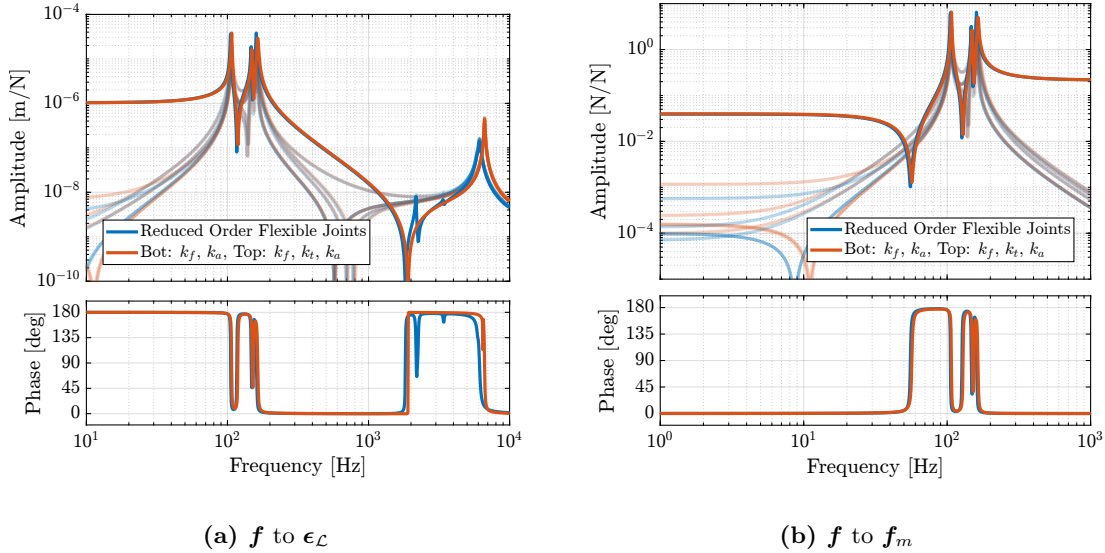 Amplitude [m/N]
10^-4
10^-6
10^-8
10^-10
Reduced Order Flexible Joints
Bot: k_f, k_a, Top: k_f, k_t, k_a
Phase [deg]
180
135
90
45
0
10^1 10^2 10^3 10^4
Frequency [Hz]
(a) f to ϵ_ℒ
Amplitude [N/N]
10^0
10^-2
10^-4
Reduced Order Flexible Joints
Bot: k_f, k_a, Top: k_f, k_t, k_a
Phase [deg]
180
135
90
45
0
10^0 10^1 10^2 10^3
Frequency [Hz]
(b) f to f_m